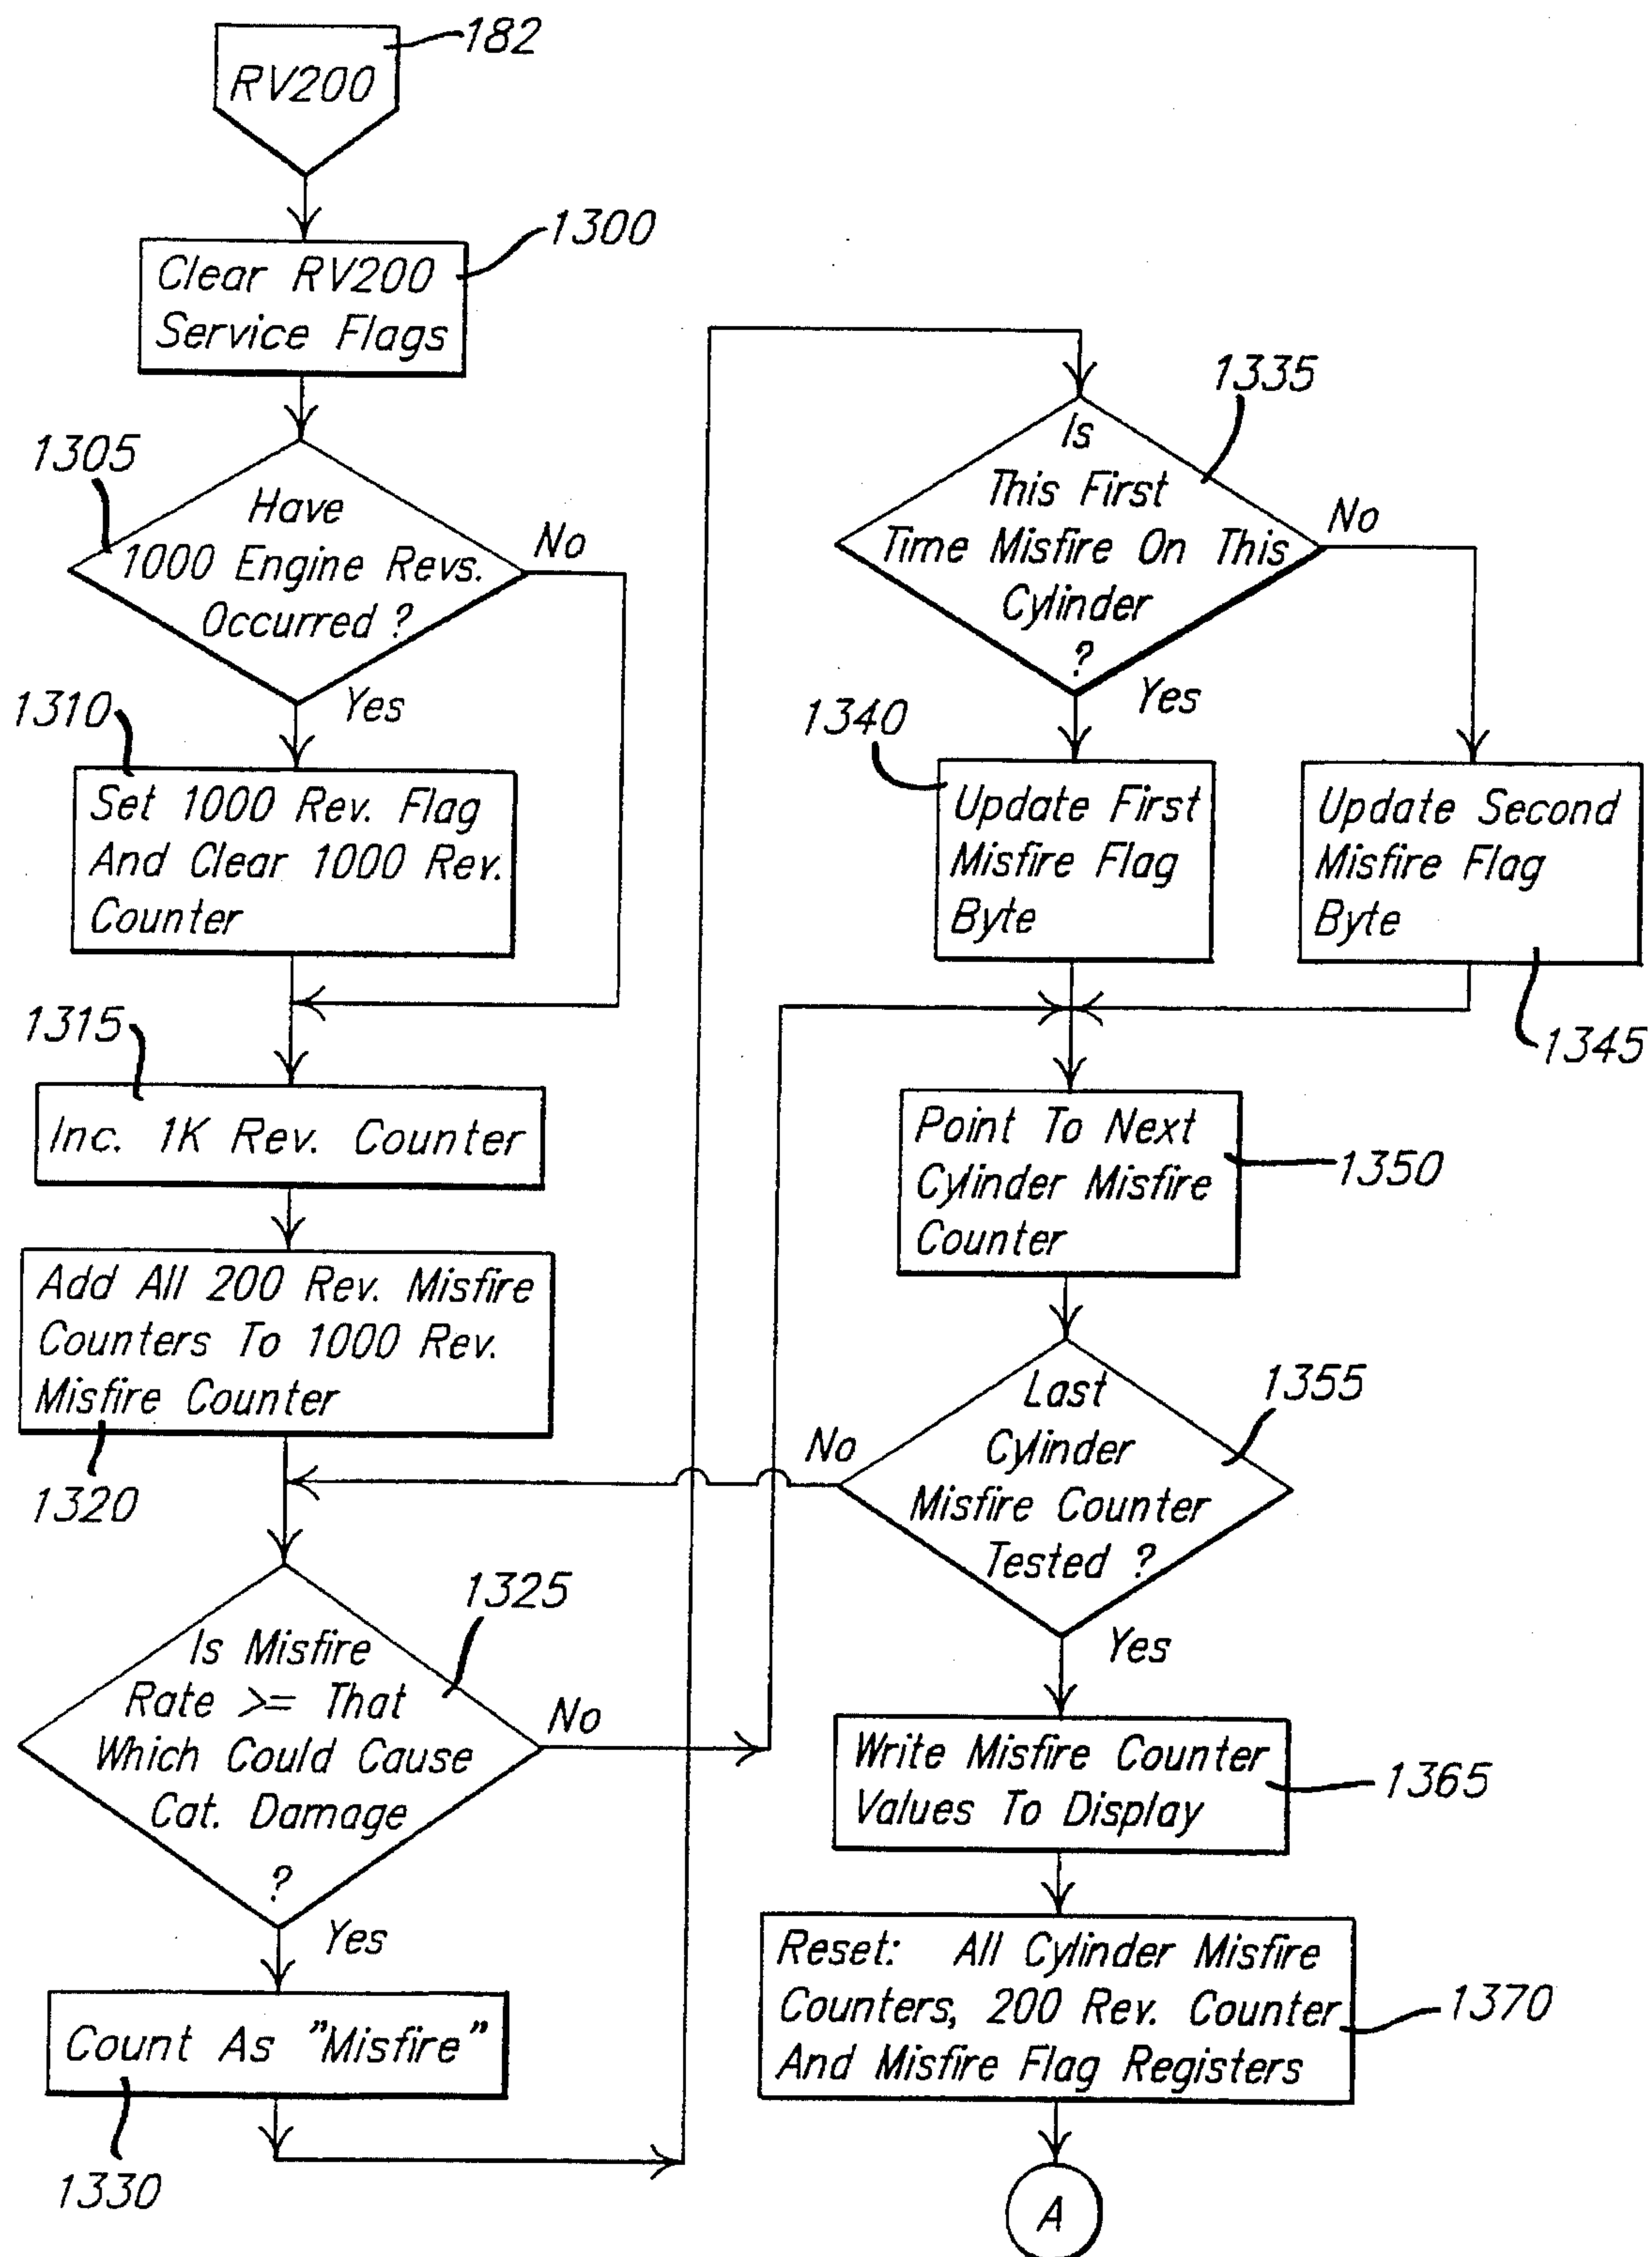 182
RV200
1300
Clear RV200
Service Flags
1305
Have
1000 Engine Revs.
Occurred ?
No
Yes
1310
Set 1000 Rev. Flag
And Clear 1000 Rev.
Counter
1315
Inc. 1K Rev. Counter
Add All 200 Rev. Misfire
Counters To 1000 Rev.
Misfire Counter
1320
1325
Is Misfire
Rate >= That
Which Could Cause
Cat. Damage
?
No
Yes
Count As "Misfire"
1330
1335
Is
This First
Time Misfire On This
Cylinder
?
No
Yes
1340
Update First
Misfire Flag
Byte
Update Second
Misfire Flag
Byte
1345
Point To Next
Cylinder Misfire
Counter
1350
1355
Last
Cylinder
Misfire Counter
Tested ?
No
Yes
Write Misfire Counter
Values To Display
1365
Reset: All Cylinder Misfire
Counters, 200 Rev. Counter
And Misfire Flag Registers
1370
A